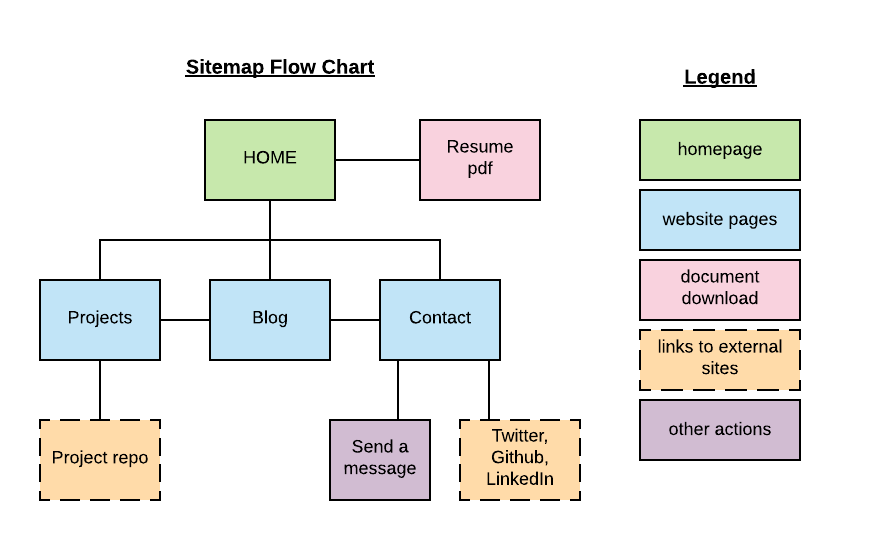 Sitemap Flow Chart
Legend
HOME
Resume
pdf
homepage
website pages
document
download
Projects
Blog
Contact
links to external
sites
Project repo
Send a
message
Twitter,
Github,
LinkedIn
other actions